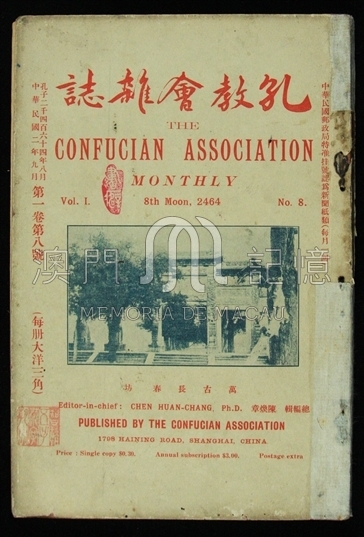 孔教會雜誌
THE
CONFUCIAN ASSOCIATION
MONTHLY
Vol. I. 8th Moon, 2464 No. 8.
孔子二千四百六十四年八月
中華民國二年九月
第一卷第八號
(每册大洋三角)
中華民國郵政局特准掛號認爲新聞紙類
澳門記憶
MEMÓRIA DE MACAU
萬古長春坊
Editor-in-chief: CHEN HUAN-CHANG, Ph.D. 總編輯 陳煥章
PUBLISHED BY THE CONFUCIAN ASSOCIATION
1798 HAINING ROAD, SHANGHAI, CHINA
Price: Single copy $0.30. Annual subscription $3.00. Postage extra